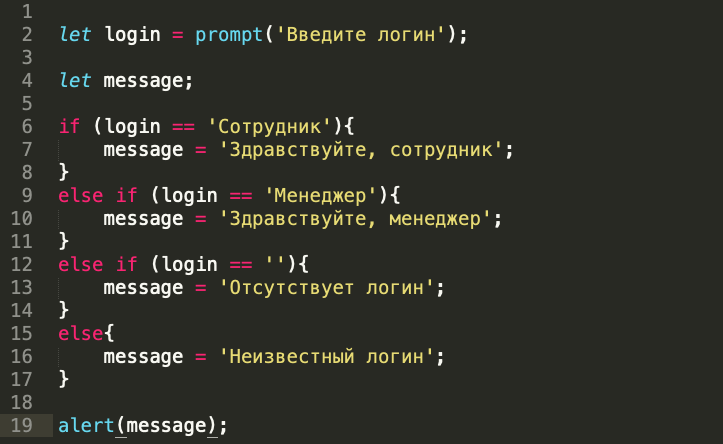 1
2 let login = prompt('Введите логин');
3
4 let message;
5
6 if (login == 'Сотрудник'){
7     message = 'Здравствуйте, сотрудник';
8 }
9 else if (login == 'Менеджер'){
10     message = 'Здравствуйте, менеджер';
11 }
12 else if (login == ''){
13     message = 'Отсутствует логин';
14 }
15 else{
16     message = 'Неизвестный логин';
17 }
18
19 alert(message);